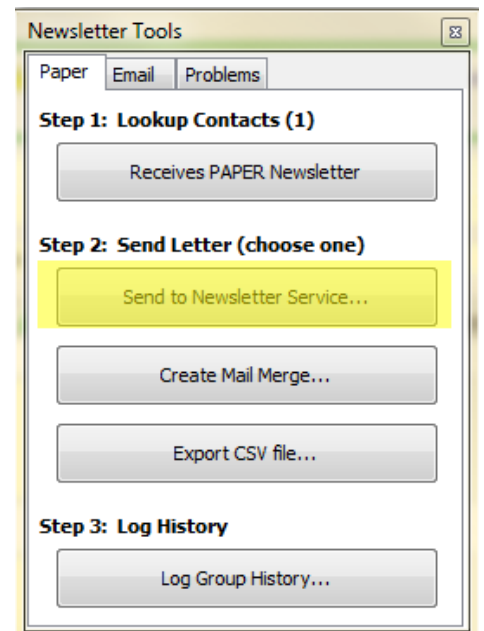 Newsletter Tools
Paper Email Problems
Step 1: Lookup Contacts (1)
Receives PAPER Newsletter
Step 2: Send Letter (choose one)
Send to Newsletter Service...
Create Mail Merge...
Export CSV file...
Step 3: Log History
Log Group History...